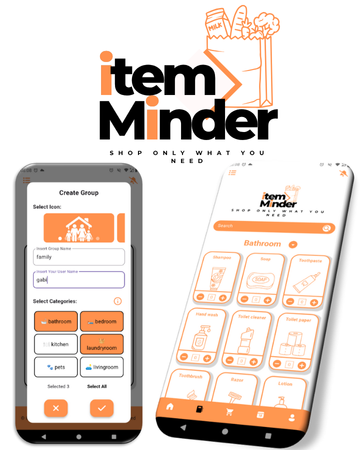 item
Minder
SHOP ONLY WHAT YOU
NEED
Create Group
Select Icon:
Insert Group Name
family
Insert Your User Name
gabi
Select Categories:
bathroom
bedroom
kitchen
laundryroom
pets
livingroom
Selected 3
Select All
item
Minder
SHOP ONLY WHAT YOU
NEED
Search
Bathroom
Soap
Toothpaste
Hand wash
Toilet cleaner
Toilet paper
Toothbrush
Razor
Lotion